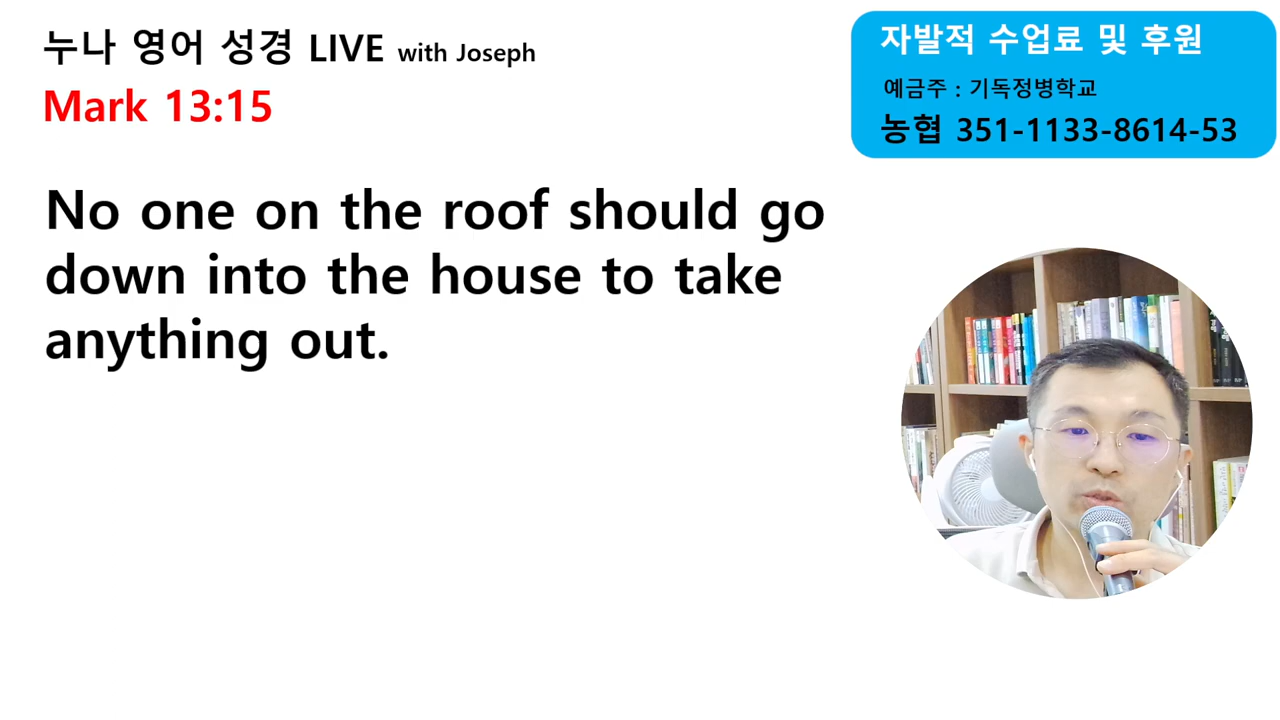 누나 영어 성경 LIVE with Joseph
Mark 13:15
자발적 수업료 및 후원
예금주 : 기독정병학교
농협 351-1133-8614-53
No one on the roof should go
down into the house to take
anything out.